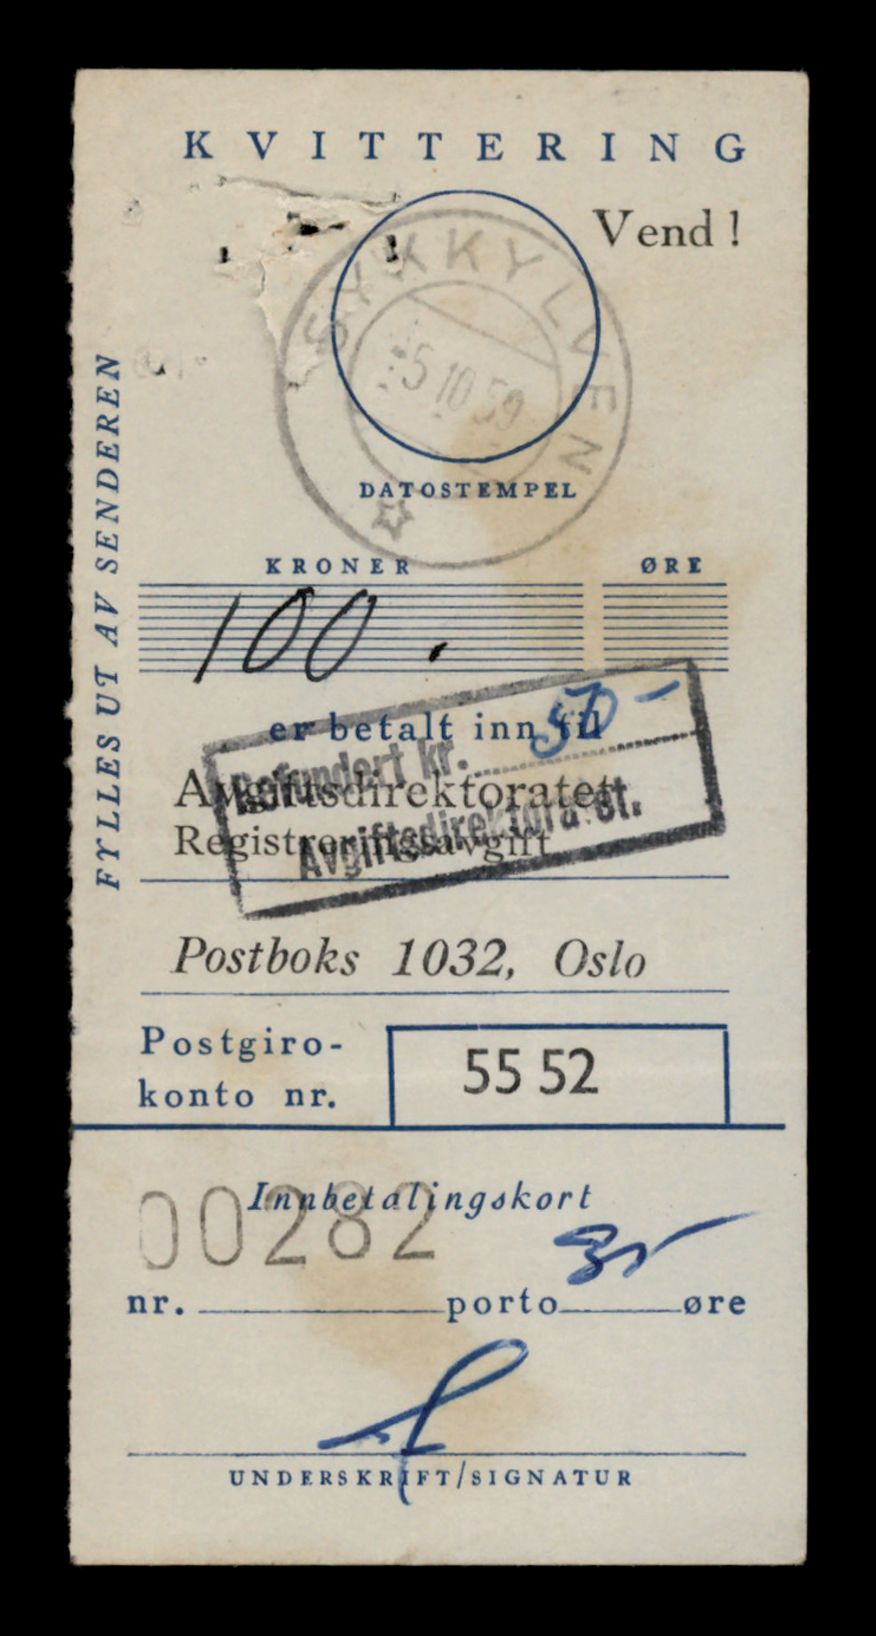 KVITTERING
Vend !
SYKKYLVEN
-5 10 59
DATOSTEMPEL
FYLLES UT AV SENDEREN
KRONER ØRE
100.
er betalt inn til
50 -
Refundert kr.
Avgiftsdirektoratet.
Avgiftsdirektoratet
Registreringsavgift
Postboks 1032, Oslo
Postgiro-
konto nr.
55 52
Innbetalingskort
00282
35
nr. porto øre
UNDERSKRIFT/SIGNATUR